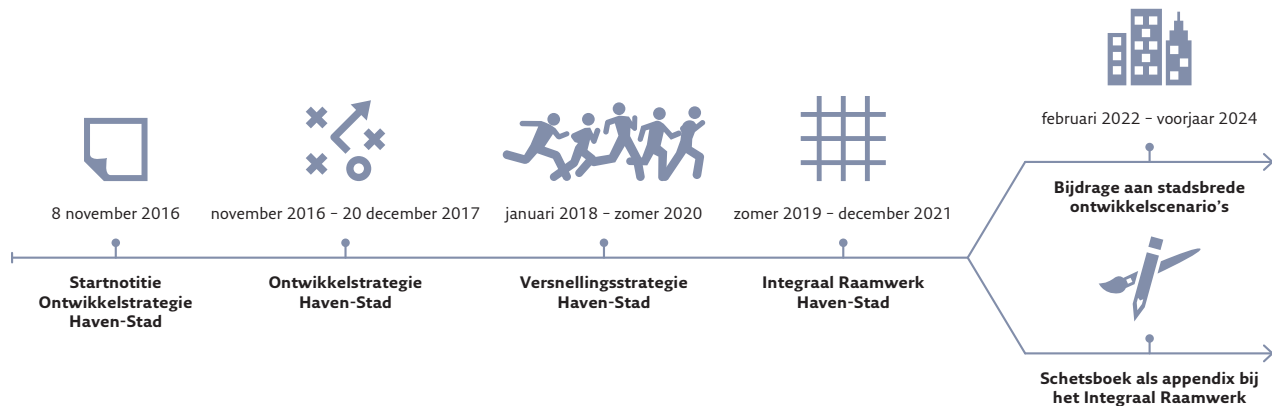 8 november 2016
Startnotitie
Ontwikkelstrategie
Haven-Stad
november 2016 – 20 december 2017
Ontwikkelstrategie
Haven-Stad
januari 2018 – zomer 2020
Versnellingsstrategie
Haven-Stad
zomer 2019 – december 2021
Integraal Raamwerk
Haven-Stad
februari 2022 – voorjaar 2024
Bijdrage aan stadsbrede
ontwikkelscenario's
Schetsboek als appendix bij
het Integraal Raamwerk